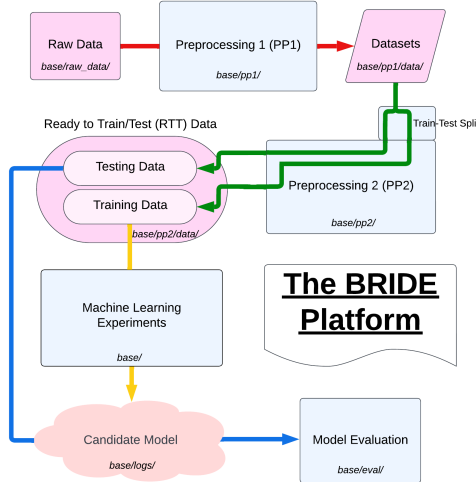 Raw Data
base/raw_data/
Preprocessing 1 (PP1)
base/pp1/
Datasets
base/pp1/data/
Train-Test Spli
Ready to Train/Test (RTT) Data
Testing Data
Training Data
base/pp2/data/
Preprocessing 2 (PP2)
base/pp2/
Machine Learning
Experiments
base/
The BRIDE
Platform
Candidate Model
base/logs/
Model Evaluation
base/eval/